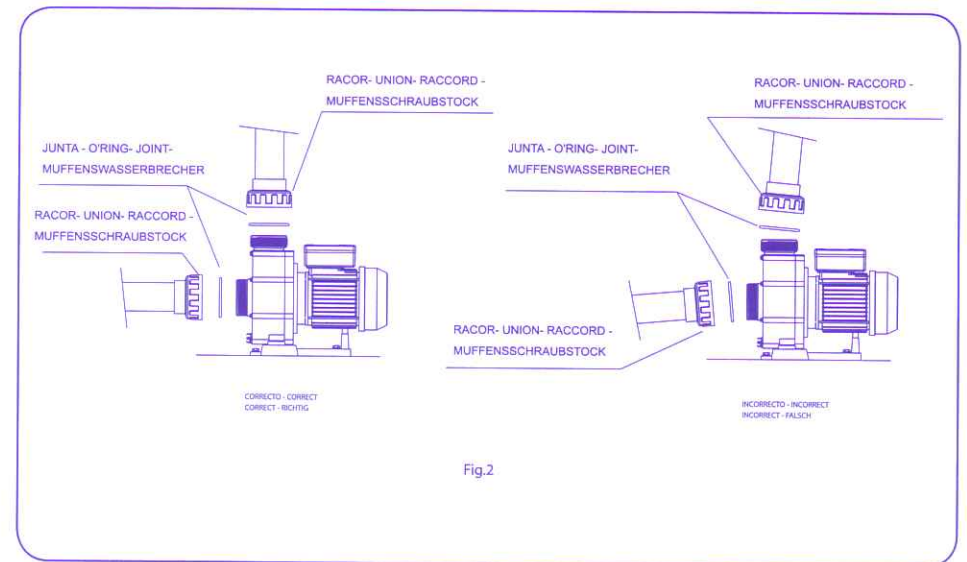 RACOR- UNION- RACCORD -
MUFFENSSCHRAUBSTOCK
JUNTA - O'RING- JOINT-
MUFFENSWASSERBRECHER
RACOR- UNION- RACCORD -
MUFFENSSCHRAUBSTOCK
CORRECTO - CORRECT
CORRECT - RICHTIG
RACOR- UNION- RACCORD -
MUFFENSSCHRAUBSTOCK
JUNTA - O'RING- JOINT-
MUFFENSWASSERBRECHER
RACOR- UNION- RACCORD -
MUFFENSSCHRAUBSTOCK
INCORRECTO - INCORRECT
INCORRECT - FALSCH
Fig.2